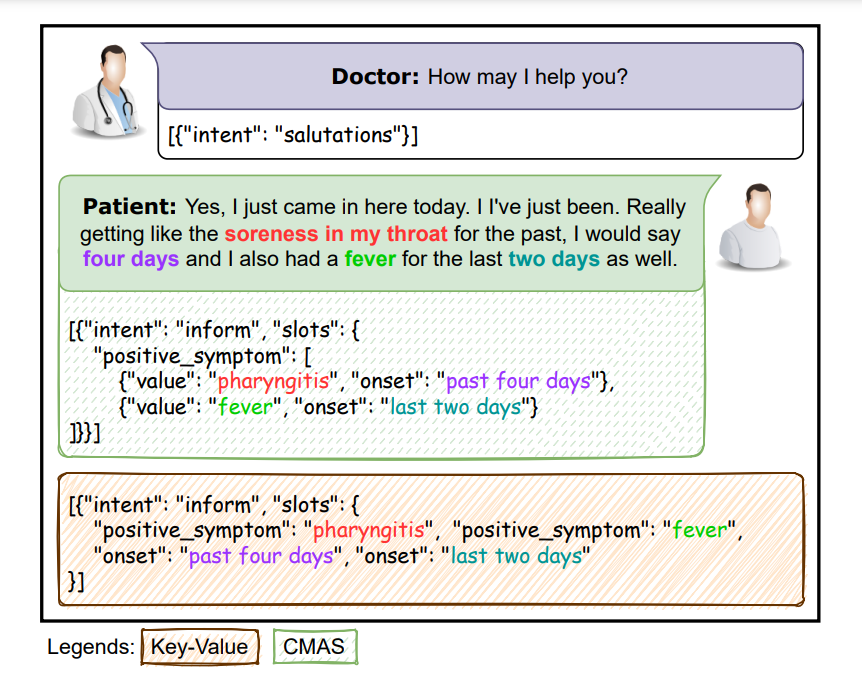 Doctor: How may I help you?
[{"intent": "salutations"}]
Patient: Yes, I just came in here today. I I've just been. Really
getting like the soreness in my throat for the past, I would say
four days and I also had a fever for the last two days as well.
[{"intent": "inform", "slots": {
"positive_symptom": [
{"value": "pharyngitis", "onset": "past four days"},
{"value": "fever", "onset": "last two days"}
]}}]
[{"intent": "inform", "slots": {
"positive_symptom": "pharyngitis", "positive_symptom": "fever",
"onset": "past four days", "onset": "last two days"
}]
Legends: Key-Value CMAS